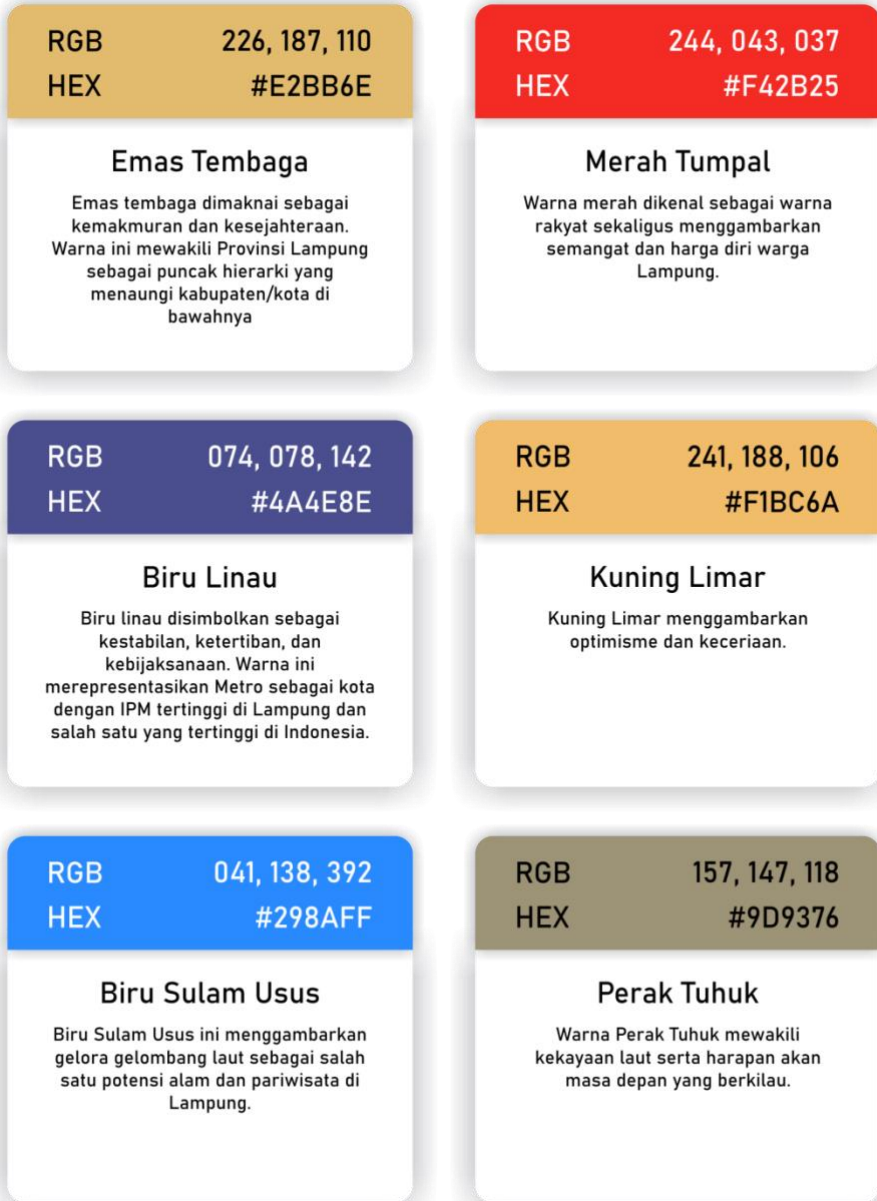 RGB 226, 187, 110
HEX #E2BB6E
Emas Tembaga
Emas tembaga dimaknai sebagai
kemakmuran dan kesejahteraan.
Warna ini mewakili Provinsi Lampung
sebagai puncak hierarki yang
menaungi kabupaten/kota di
bawahnya
RGB 244, 043, 037
HEX #F42B25
Merah Tumpal
Warna merah dikenal sebagai warna
rakyat sekaligus menggambarkan
semangat dan harga diri warga
Lampung.
RGB 074, 078, 142
HEX #4A4E8E
Biru Linau
Biru linau disimbolkan sebagai
kestabilan, ketertiban, dan
kebijaksanaan. Warna ini
merepresentasikan Metro sebagai kota
dengan IPM tertinggi di Lampung dan
salah satu yang tertinggi di Indonesia.
RGB 241, 188, 106
HEX #F1BC6A
Kuning Limar
Kuning Limar menggambarkan
optimisme dan keceriaan.
RGB 041, 138, 392
HEX #298AFF
Biru Sulam Usus
Biru Sulam Usus ini menggambarkan
gelora gelombang laut sebagai salah
satu potensi alam dan pariwisata di
Lampung.
RGB 157, 147, 118
HEX #9D9376
Perak Tuhuk
Warna Perak Tuhuk mewakili
kekayaan laut serta harapan akan
masa depan yang berkilau.